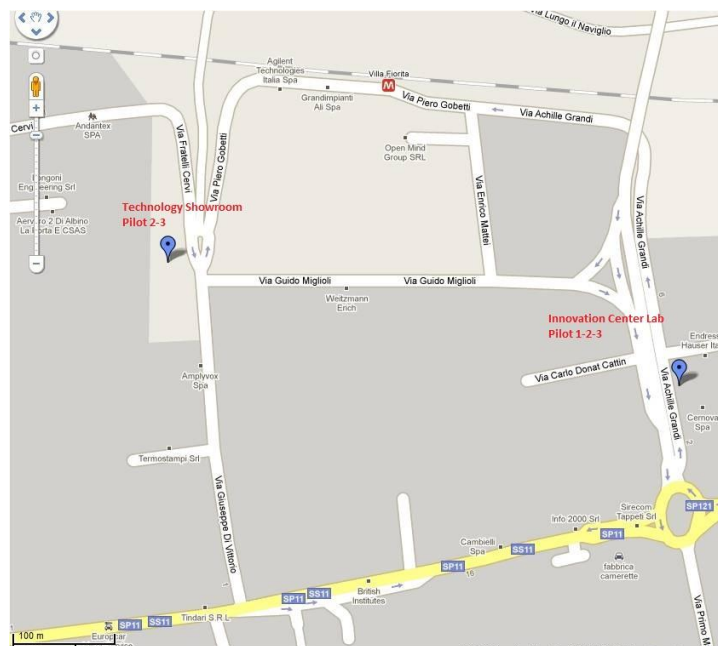 Via Lungo il Naviglio
Agilent
Technologies
Italia Spa
Villa Fiorita
M
Grandimpianti
Ali Spa
Via Piero Gobetti
Via Achille Grandi
Cervi
Andantex
SPA
Via Fratelli Cervi
Via Piero Gobetti
Open Mind
Group SRL
Via Enrico Mattei
Via Achille Grandi
Engineering Srl
Aer
o 2 Di Albino
La Porta E CSAS
Technology Showroom
Pilot 2-3
Via Guido Miglioli
Via Guido Miglioli
Weitzmann
Erich
Innovation Center Lab
Pilot 1-2-3
Endress
Hauser Ita
Via Carlo Donat Cattin
Via Achille Grandi
Cernova
Spa
Amplyvox
Spa
Termostampi Srl
Via Giuseppe Di Vittorio
Sirecom
Tappeti Srl
SP121
Info 2000 Srl
SP11
Cambielli
Spa
SS11
SP11
16
fabbrica
camerette
British
Institutes
SP11
SS11
Tindari S.R.L
SP11
SS11
Europcar
Via Primo M
100 m